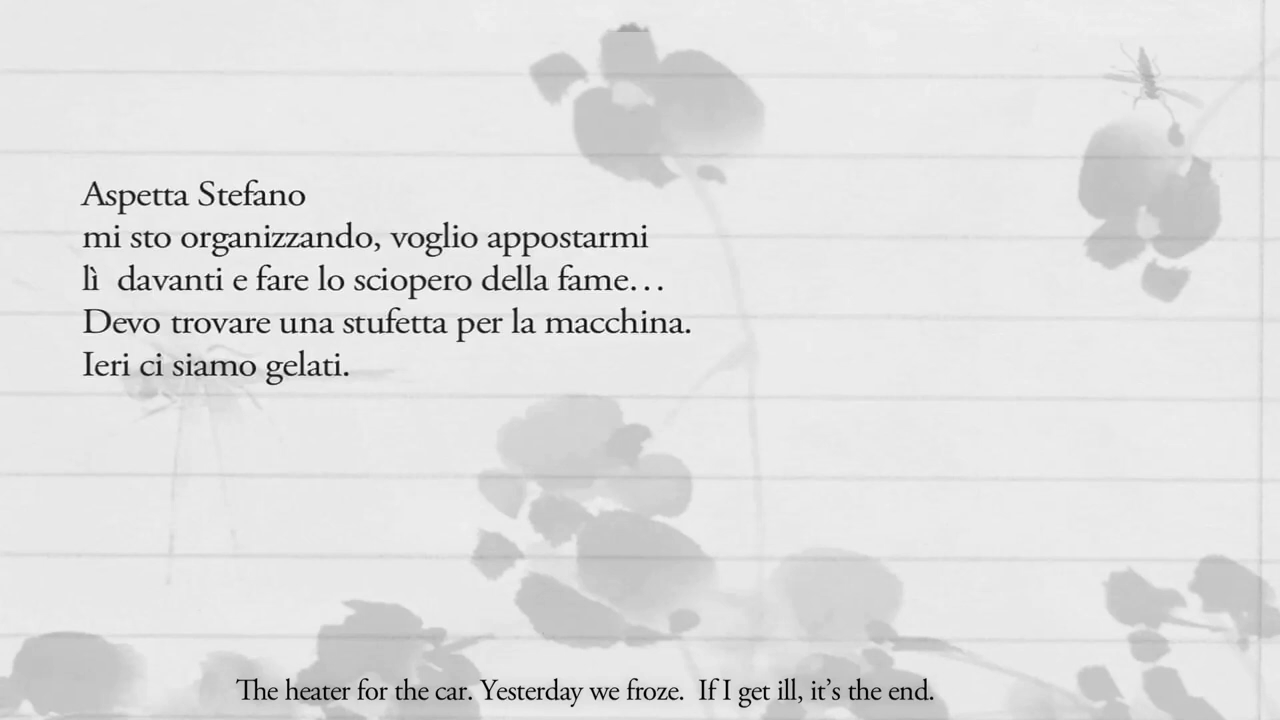 Aspetta Stefano
mi sto organizzando, voglio appostarmi
lì  davanti e fare lo sciopero della fame…
Devo trovare una stufetta per la macchina.
Ieri ci siamo gelati.
The heater for the car. Yesterday we froze.  If I get ill, it’s the end.